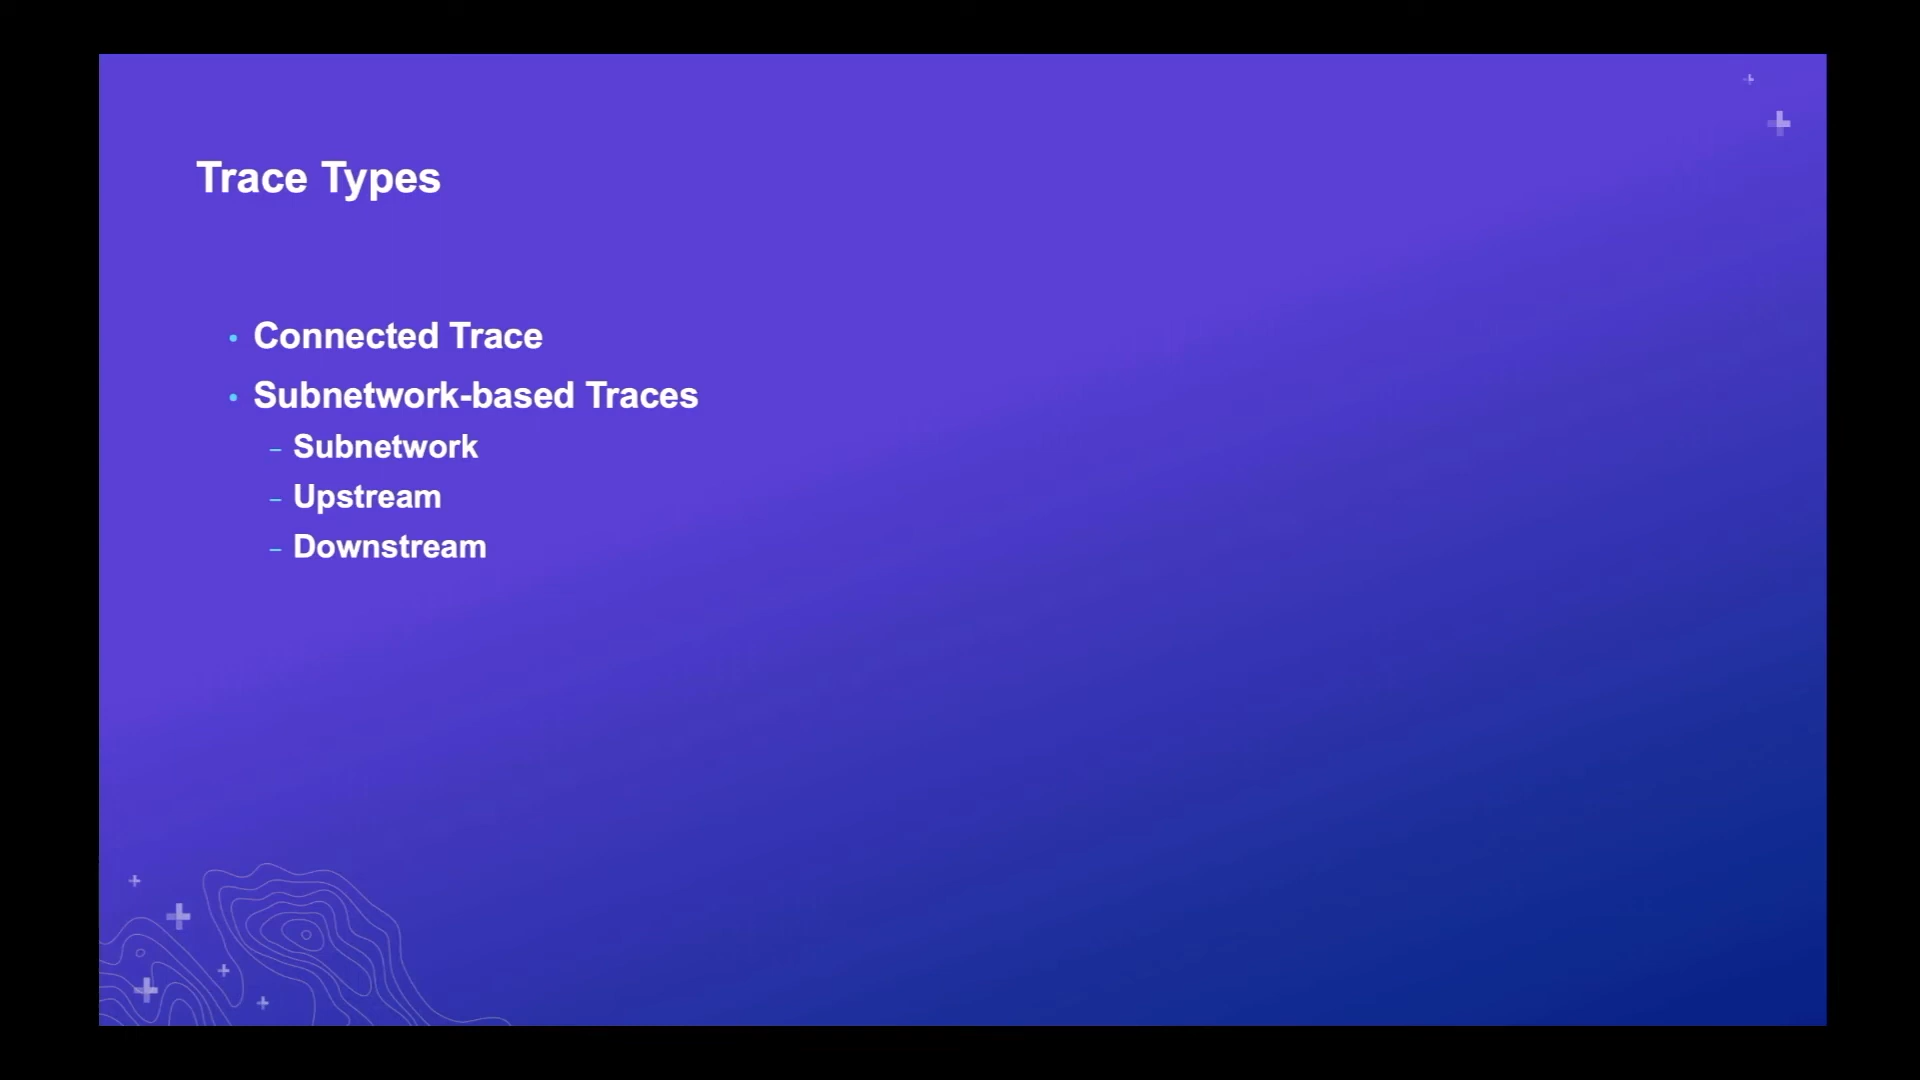 Trace Types
• Connected Trace
• Subnetwork-based Traces
– Subnetwork
– Upstream
– Downstream